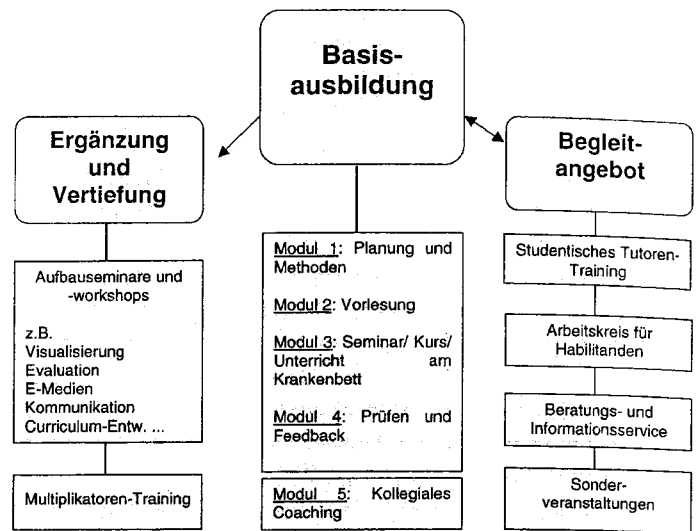 Basis-
ausbildung
Ergänzung
und
Vertiefung
Begleit-
angebot
Aufbauseminare und
-workshops
z.B.
Visualisierung
Evaluation
E-Medien
Kommunikation
Curriculum-Entw. ...
Multiplikatoren-Training
Modul 1: Planung und
Methoden
Modul 2: Vorlesung
Modul 3: Seminar/ Kurs/
Unterricht am
Krankenbett
Modul 4: Prüfen und
Feedback
Modul 5: Kollegiales
Coaching
Studentisches Tutoren-
Training
Arbeitskreis für
Habilitanden
Beratungs- und
Informationsservice
Sonder-
veranstaltungen